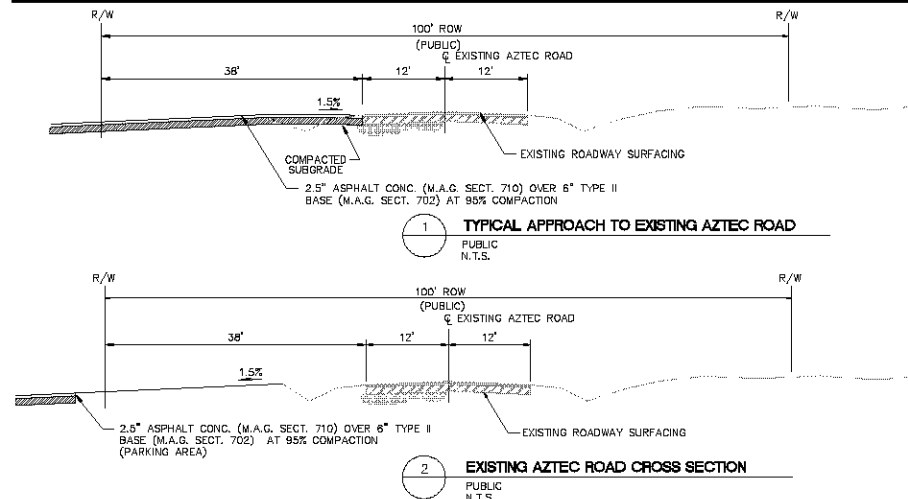 R/W
R/W
100' ROW
(PUBLIC)
℄ EXISTING AZTEC ROAD
38'
12'
12'
1.5%
COMPACTED
SUBGRADE
EXISTING ROADWAY SURFACING
2.5" ASPHALT CONC. (M.A.G. SECT. 710) OVER 6" TYPE II
BASE (M.A.G. SECT. 702) AT 95% COMPACTION
1
TYPICAL APPROACH TO EXISTING AZTEC ROAD
PUBLIC
N.T.S.
R/W
R/W
100' ROW
(PUBLIC)
℄ EXISTING AZTEC ROAD
38'
12'
12'
1.5%
2.5" ASPHALT CONC. (M.A.G. SECT. 710) OVER 6" TYPE II
BASE (M.A.G. SECT. 702) AT 95% COMPACTION
(PARKING AREA)
EXISTING ROADWAY SURFACING
2
EXISTING AZTEC ROAD CROSS SECTION
PUBLIC
N.T.S.